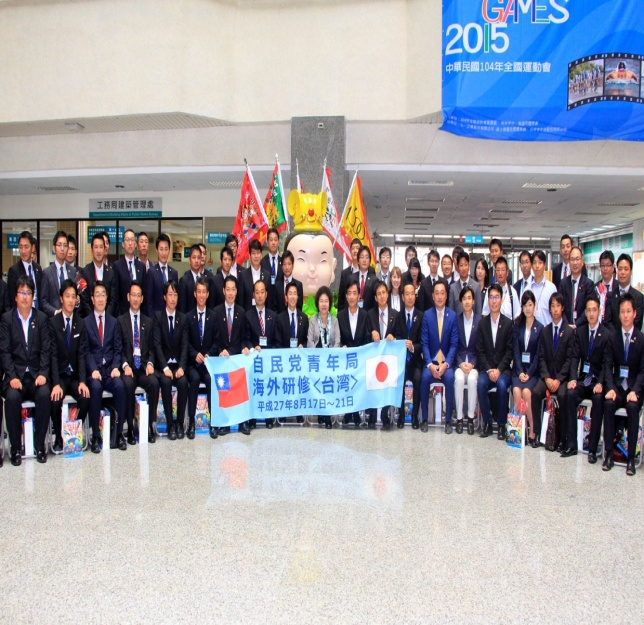 GAMES
2015
中華民國104年全國運動會
工務局建築管理處
自民党青年局
海外研修<台湾>
平成27年8月17日～21日